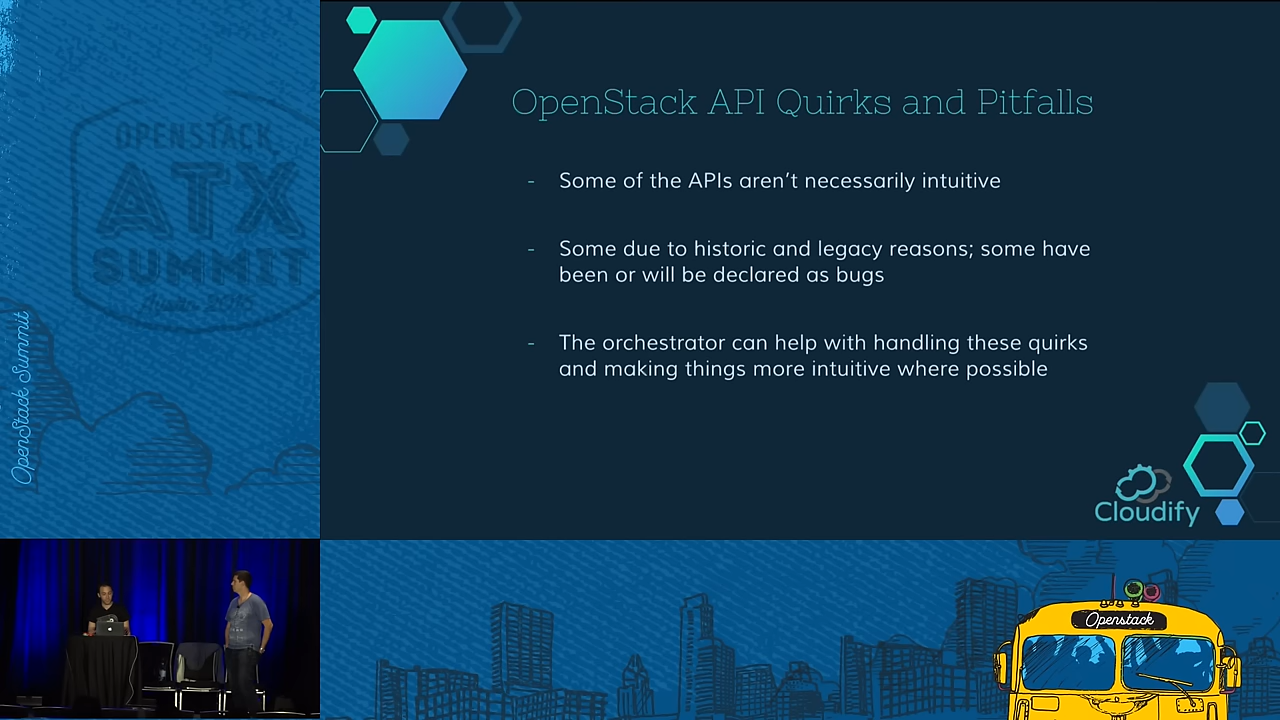 OpenStack API Quirks and Pitfalls
- Some of the APIs aren't necessarily intuitive
- Some due to historic and legacy reasons; some have
been or will be declared as bugs
- The orchestrator can help with handling these quirks
and making things more intuitive where possible
Cloudify
OPENSTACK
ATX
SUMMIT
OpenStack Summit
Openstack